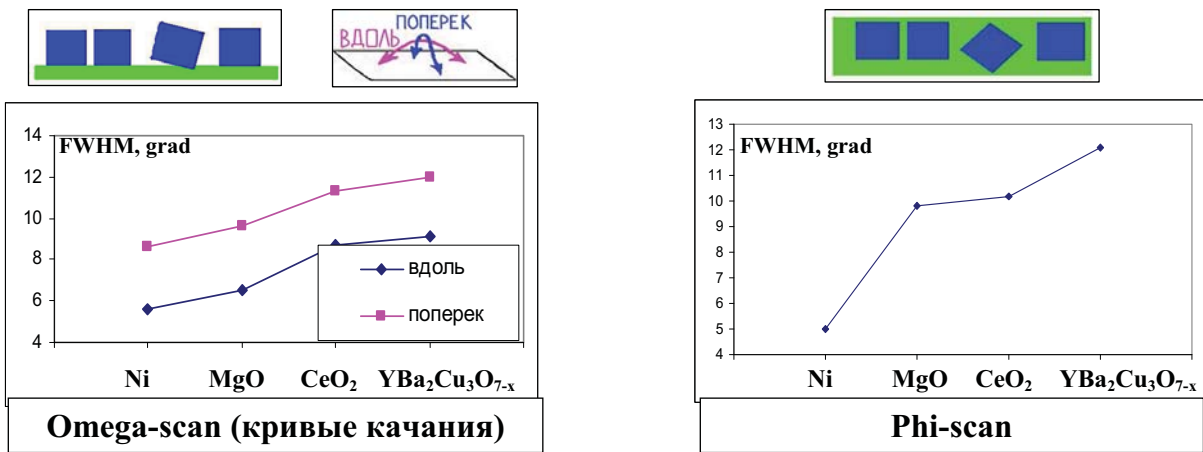 ПОПЕРЕК
ВДОЛЬ
FWHM, grad
14
12
10
8
6
4
вдоль
поперек
Ni MgO CeO₂ YBa₂Cu₃O₇₋ₓ
Omega-scan (кривые качания)
FWHM, grad
13
12
11
10
9
8
7
6
5
4
Ni MgO CeO₂ YBa₂Cu₃O₇₋ₓ
Phi-scan